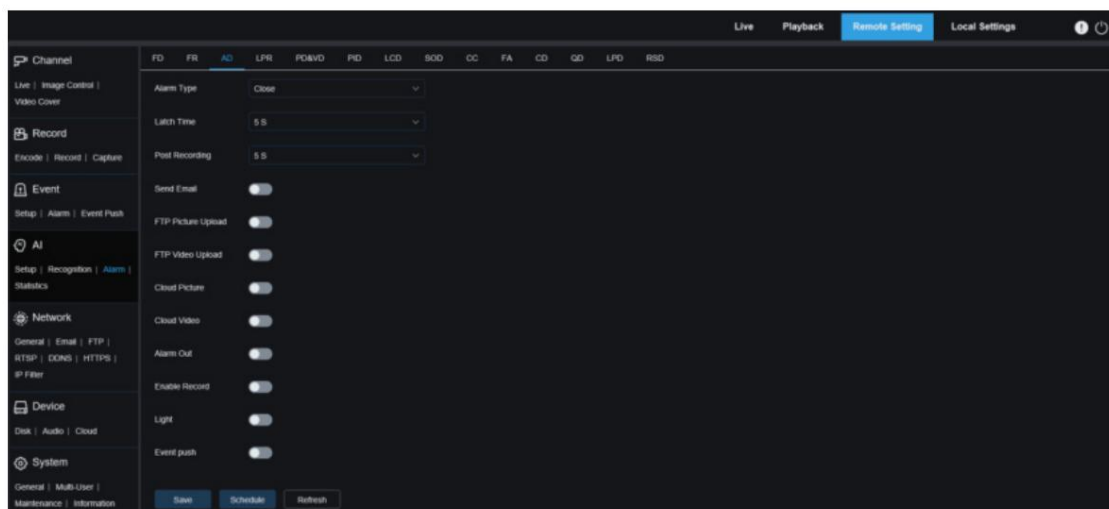 Live Playback Remote Setting Local Settings
Channel
Live | Image Control |
Video Cover
Record
Encode | Record | Capture
Event
Setup | Alarm | Event Push
AI
Setup | Recognition | Alarm |
Statistics
Network
General | Email | FTP |
RTSP | DDNS | HTTPS |
IP Filter
Device
Disk | Audio | Cloud
System
General | Multi-User |
Maintenance | Information
FD FR AD LPR PD&VD PID LCD SOD CC FA CD QD LPD RSD
Alarm Type Close
Latch Time 5 S
Post Recording 5 S
Send Email
FTP Picture Upload
FTP Video Upload
Cloud Picture
Cloud Video
Alarm Out
Enable Record
Light
Event push
Save Schedule Refresh